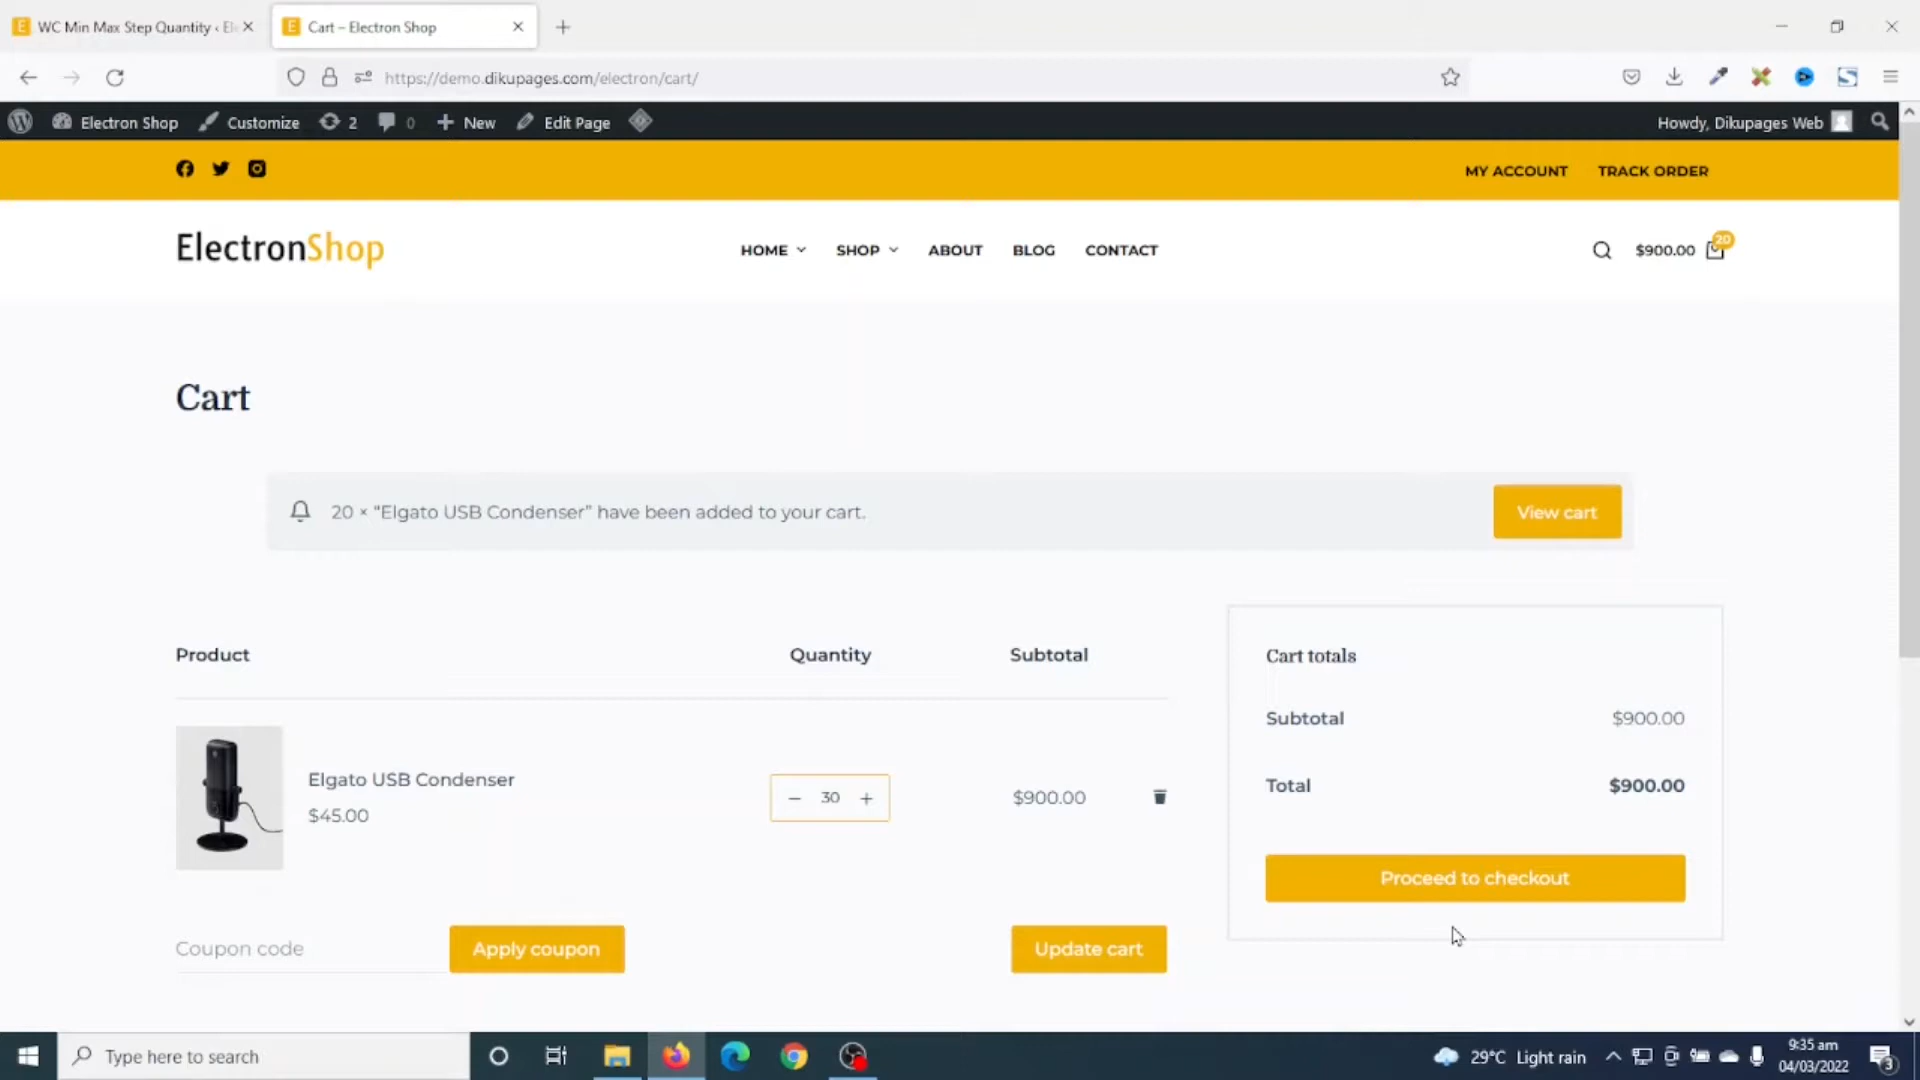 WC Min Max Step Quantity ‹ El
Cart – Electron Shop
https://demo.dikupages.com/electron/cart/
Electron Shop
Customize
2
0
New
Edit Page
Howdy, Dikupages Web
MY ACCOUNT
TRACK ORDER
ElectronShop
HOME
SHOP
ABOUT
BLOG
CONTACT
$900.00
20
Cart
20 × “Elgato USB Condenser” have been added to your cart.
View cart
Product
Quantity
Subtotal
Elgato USB Condenser
$45.00
− 30 +
$900.00
Cart totals
Subtotal
$900.00
Total
$900.00
Proceed to checkout
Coupon code
Apply coupon
Update cart
Type here to search
29°C Light rain
9:35 am
04/03/2022
3